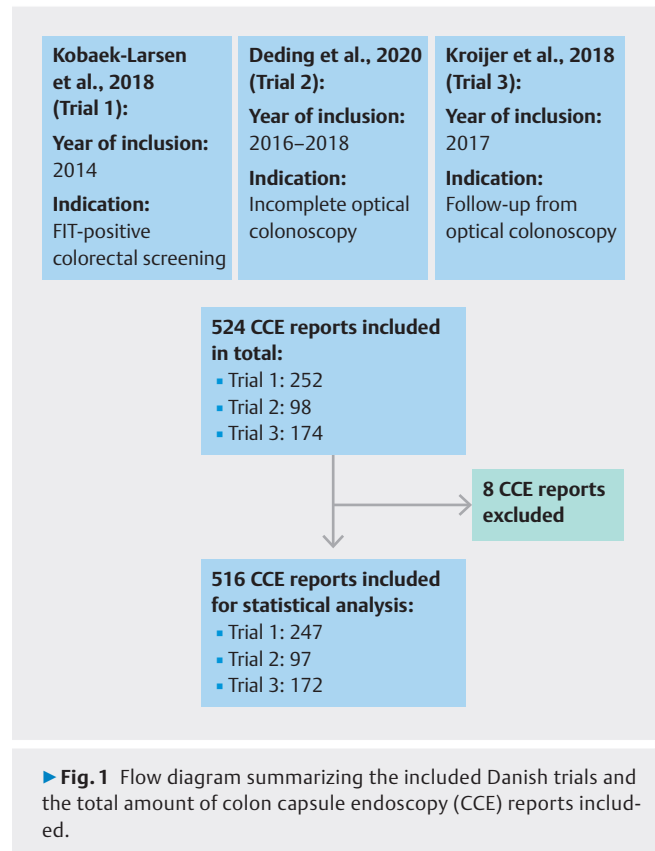 Kobaek-Larsen
et al., 2018
(Trial 1):
Year of inclusion:
2014
Indication:
FIT-positive
colorectal screening
Deding et al., 2020
(Trial 2):
Year of inclusion:
2016–2018
Indication:
Incomplete optical
colonoscopy
Kroijer et al., 2018
(Trial 3):
Year of inclusion:
2017
Indication:
Follow-up from
optical colonoscopy
524 CCE reports included
in total:
▪ Trial 1: 252
▪ Trial 2: 98
▪ Trial 3: 174
8 CCE reports
excluded
516 CCE reports included
for statistical analysis:
▪ Trial 1: 247
▪ Trial 2: 97
▪ Trial 3: 172
▶ Fig. 1 Flow diagram summarizing the included Danish trials and
the total amount of colon capsule endoscopy (CCE) reports includ-
ed.